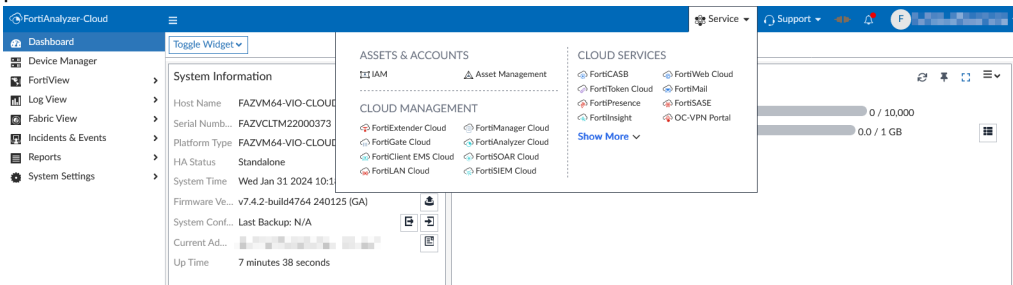 FortiAnalyzer-Cloud
Service
Support
F
Dashboard
Device Manager
FortiView
Log View
Fabric View
Incidents & Events
Reports
System Settings
Toggle Widget
System Information
Host Name FAZVM64-VIO-CLOUD
Serial Numb... FAZVCLTM22000373
Platform Type FAZVM64-VIO-CLOUD
HA Status Standalone
System Time Wed Jan 31 2024 10:1
Firmware Ve... v7.4.2-build4764 240125 (GA)
System Conf... Last Backup: N/A
Current Ad...
Up Time 7 minutes 38 seconds
ASSETS & ACCOUNTS
IAM Asset Management
CLOUD MANAGEMENT
FortiExtender Cloud FortiManager Cloud
FortiGate Cloud FortiAnalyzer Cloud
FortiClient EMS Cloud FortiSOAR Cloud
FortiLAN Cloud FortiSIEM Cloud
CLOUD SERVICES
FortiCASB FortiWeb Cloud
FortiToken Cloud FortiMail
FortiPresence FortiSASE
FortiInsight OC-VPN Portal
Show More
0 / 10,000
0.0 / 1 GB